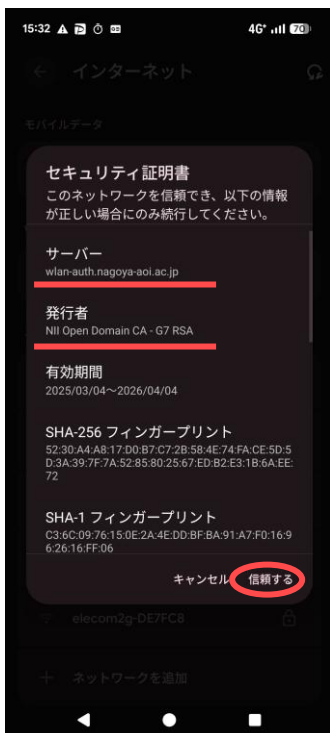 15:32 4G+ 70
インターネット
モバイルデータ
セキュリティ証明書
このネットワークを信頼でき、以下の情報
が正しい場合にのみ続行してください。
サーバー
wlan-auth.nagoya-aoi.ac.jp
発行者
NII Open Domain CA - G7 RSA
有効期間
2025/03/04~2026/04/04
SHA-256 フィンガープリント
52:30:A4:A8:17:D0:B7:C7:2B:58:4E:74:FA:CE:5D:5
D:3A:39:7F:7A:52:85:80:25:67:ED:B2:E3:1B:6A:EE:
72
SHA-1 フィンガープリント
C3:6C:09:76:15:0E:2A:4E:DD:BF:BA:91:A7:F0:16:9
6:26:16:FF:06
キャンセル 信頼する
elecom2g-DE7FC8
ネットワークを追加